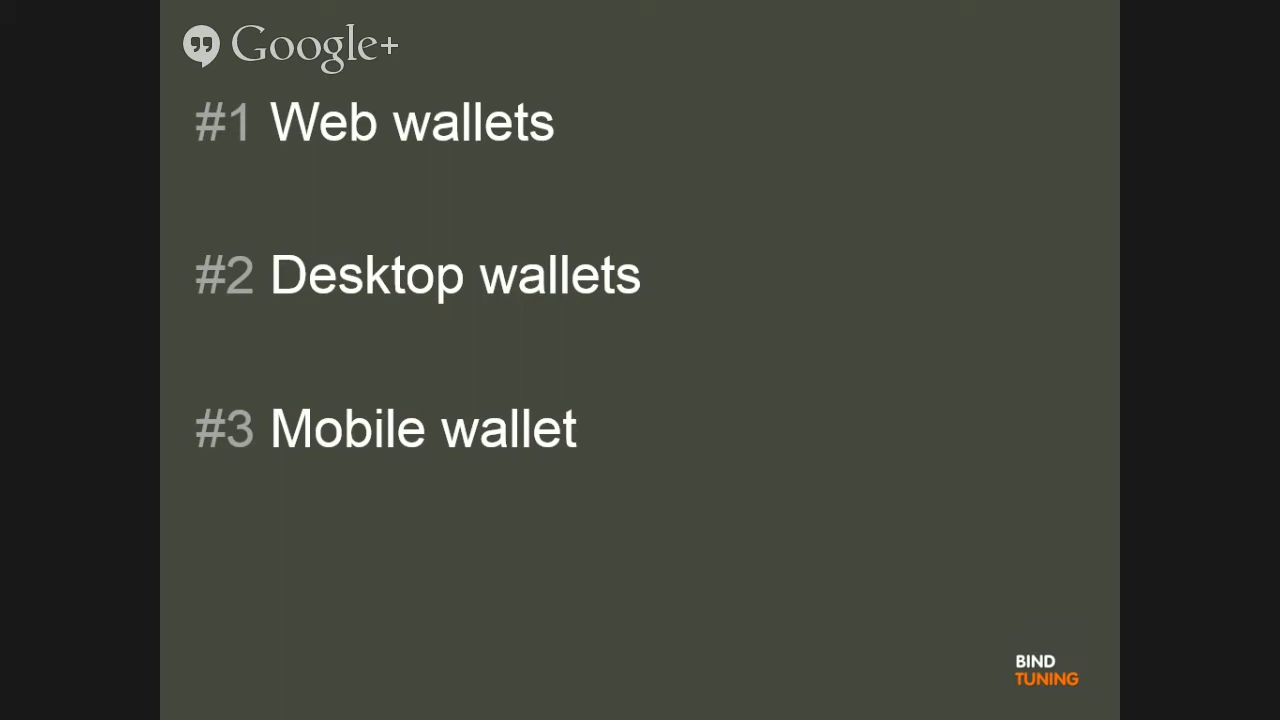 Google+
#1 Web wallets
#2 Desktop wallets
#3 Mobile wallet
BIND
TUNING